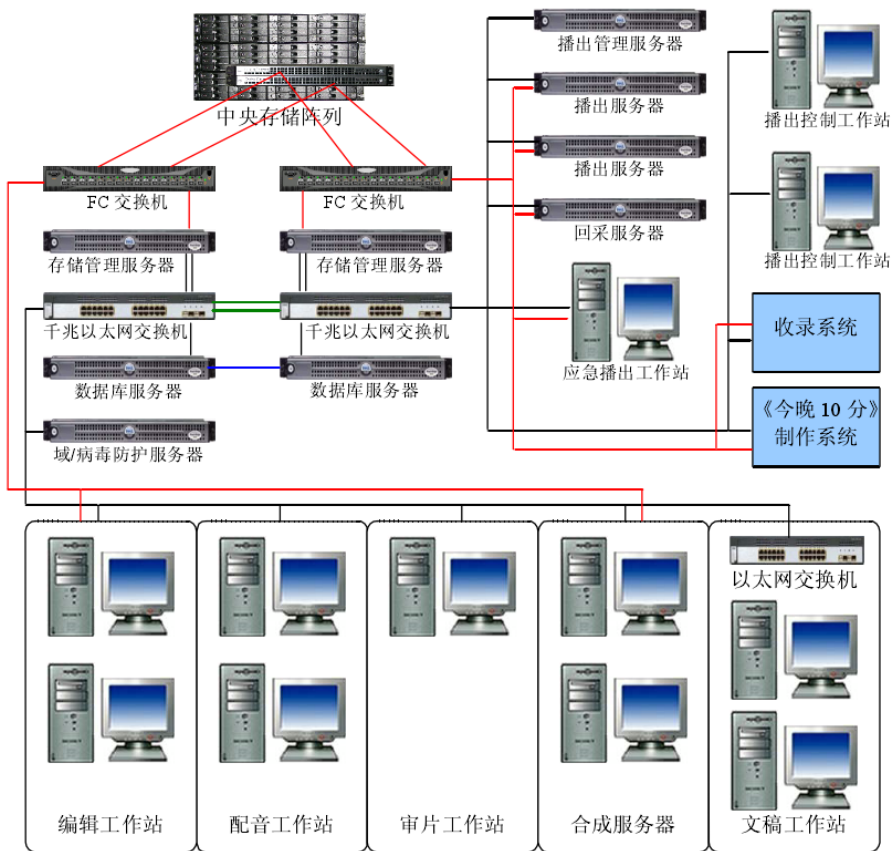 播出管理服务器
播出控制工作站
中央存储阵列
播出服务器
播出服务器
FC 交换机
FC 交换机
回采服务器
播出控制工作站
存储管理服务器
存储管理服务器
千兆以太网交换机
千兆以太网交换机
收录系统
应急播出工作站
数据库服务器
数据库服务器
《今晚 10 分》
制作系统
域/病毒防护服务器
以太网交换机
编辑工作站
配音工作站
审片工作站
合成服务器
文稿工作站